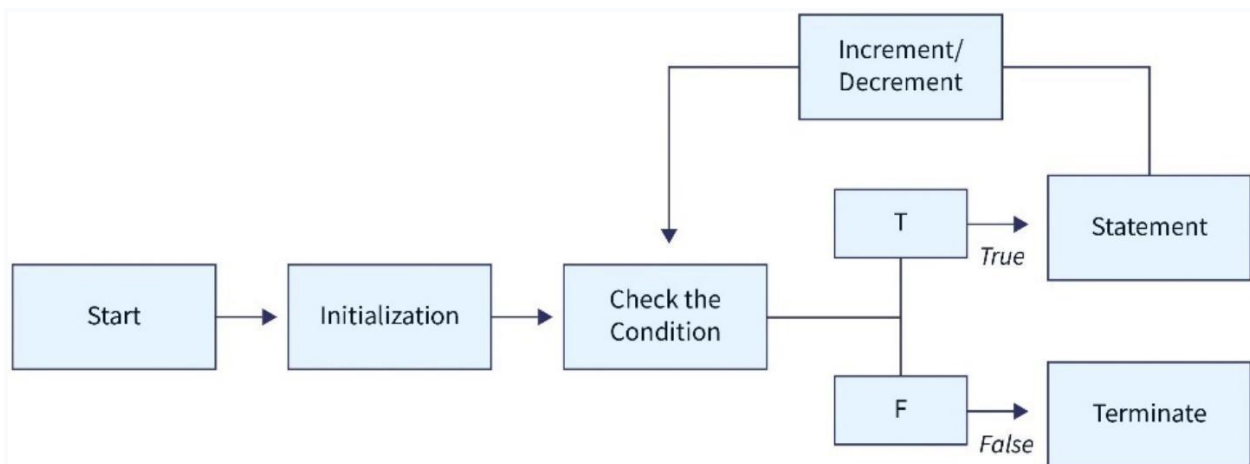 Increment/
Decrement
T
True
Statement
Start
Initialization
Check the
Condition
F
False
Terminate